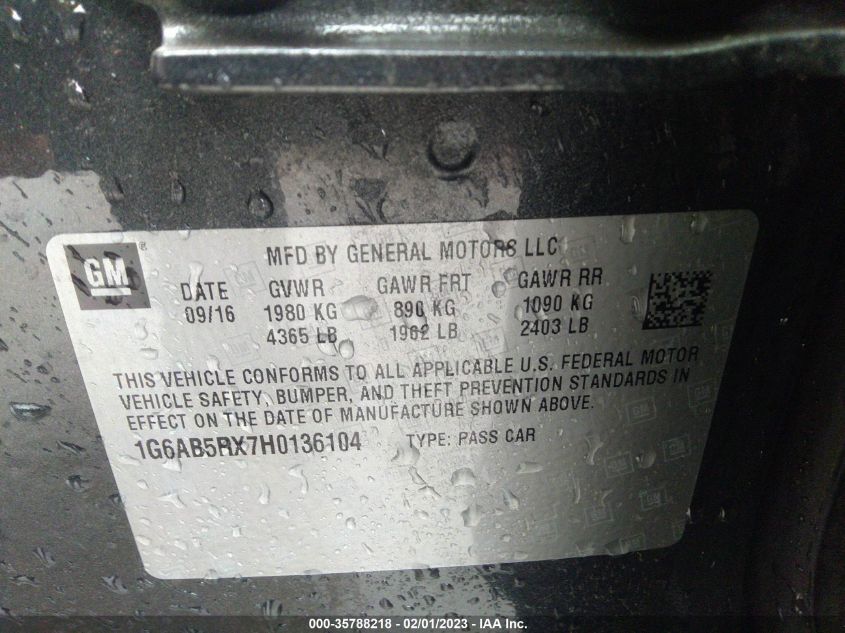 GM ®
MFD BY GENERAL MOTORS LLC
DATE GVWR GAWR FRT GAWR RR
09/16 1980 KG 890 KG 1090 KG
4365 LB 1962 LB 2403 LB
THIS VEHICLE CONFORMS TO ALL APPLICABLE U.S. FEDERAL MOTOR
VEHICLE SAFETY, BUMPER, AND THEFT PREVENTION STANDARDS IN
EFFECT ON THE DATE OF MANUFACTURE SHOWN ABOVE.
1G6AB5RX7H0136104 TYPE: PASS CAR
000-35788218 - 02/01/2023 - IAA Inc.